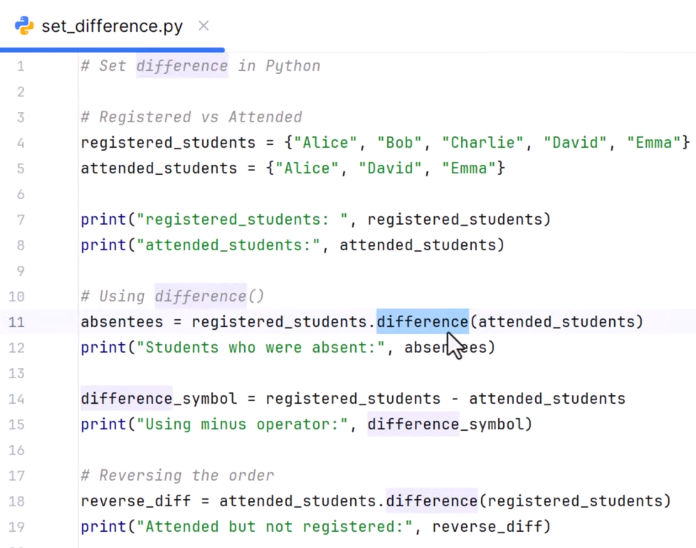 set_difference.py ×
1 # Set difference in Python
2
3 # Registered vs Attended
4 registered_students = {"Alice", "Bob", "Charlie", "David", "Emma"}
5 attended_students = {"Alice", "David", "Emma"}
6
7 print("registered_students: ", registered_students)
8 print("attended_students:", attended_students)
9
10 # Using difference()
11 absentees = registered_students.difference(attended_students)
12 print("Students who were absent:", absentees)
13
14 difference_symbol = registered_students - attended_students
15 print("Using minus operator:", difference_symbol)
16
17 # Reversing the order
18 reverse_diff = attended_students.difference(registered_students)
19 print("Attended but not registered:", reverse_diff)